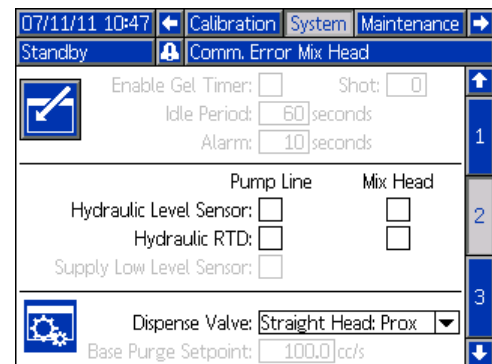 07/11/11 10:47 Calibration System Maintenance
Standby Comm. Error Mix Head
Enable Gel Timer: Shot: 0
Idle Period: 60 seconds
Alarm: 10 seconds
1
Pump Line Mix Head
Hydraulic Level Sensor:
2
Hydraulic RTD:
Supply Low Level Sensor:
3
Dispense Valve: Straight Head: Prox
Base Purge Setpoint: 100.0 cc/s